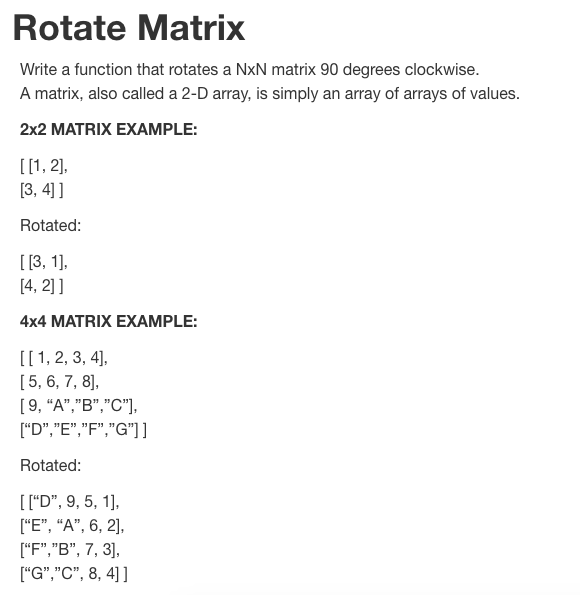 Rotate Matrix
Write a function that rotates a NxN matrix 90 degrees clockwise.
A matrix, also called a 2-D array, is simply an array of arrays of values.
2x2 MATRIX EXAMPLE:
[ [1, 2],
[3, 4] ]
Rotated:
[ [3, 1],
[4, 2] ]
4x4 MATRIX EXAMPLE:
[ [ 1, 2, 3, 4],
[ 5, 6, 7, 8],
[ 9, “A”,”B”,”C”],
[“D”,”E”,”F”,”G”] ]
Rotated:
[ [“D”, 9, 5, 1],
[“E”, “A”, 6, 2],
[“F”,”B”, 7, 3],
[“G”,”C”, 8, 4] ]